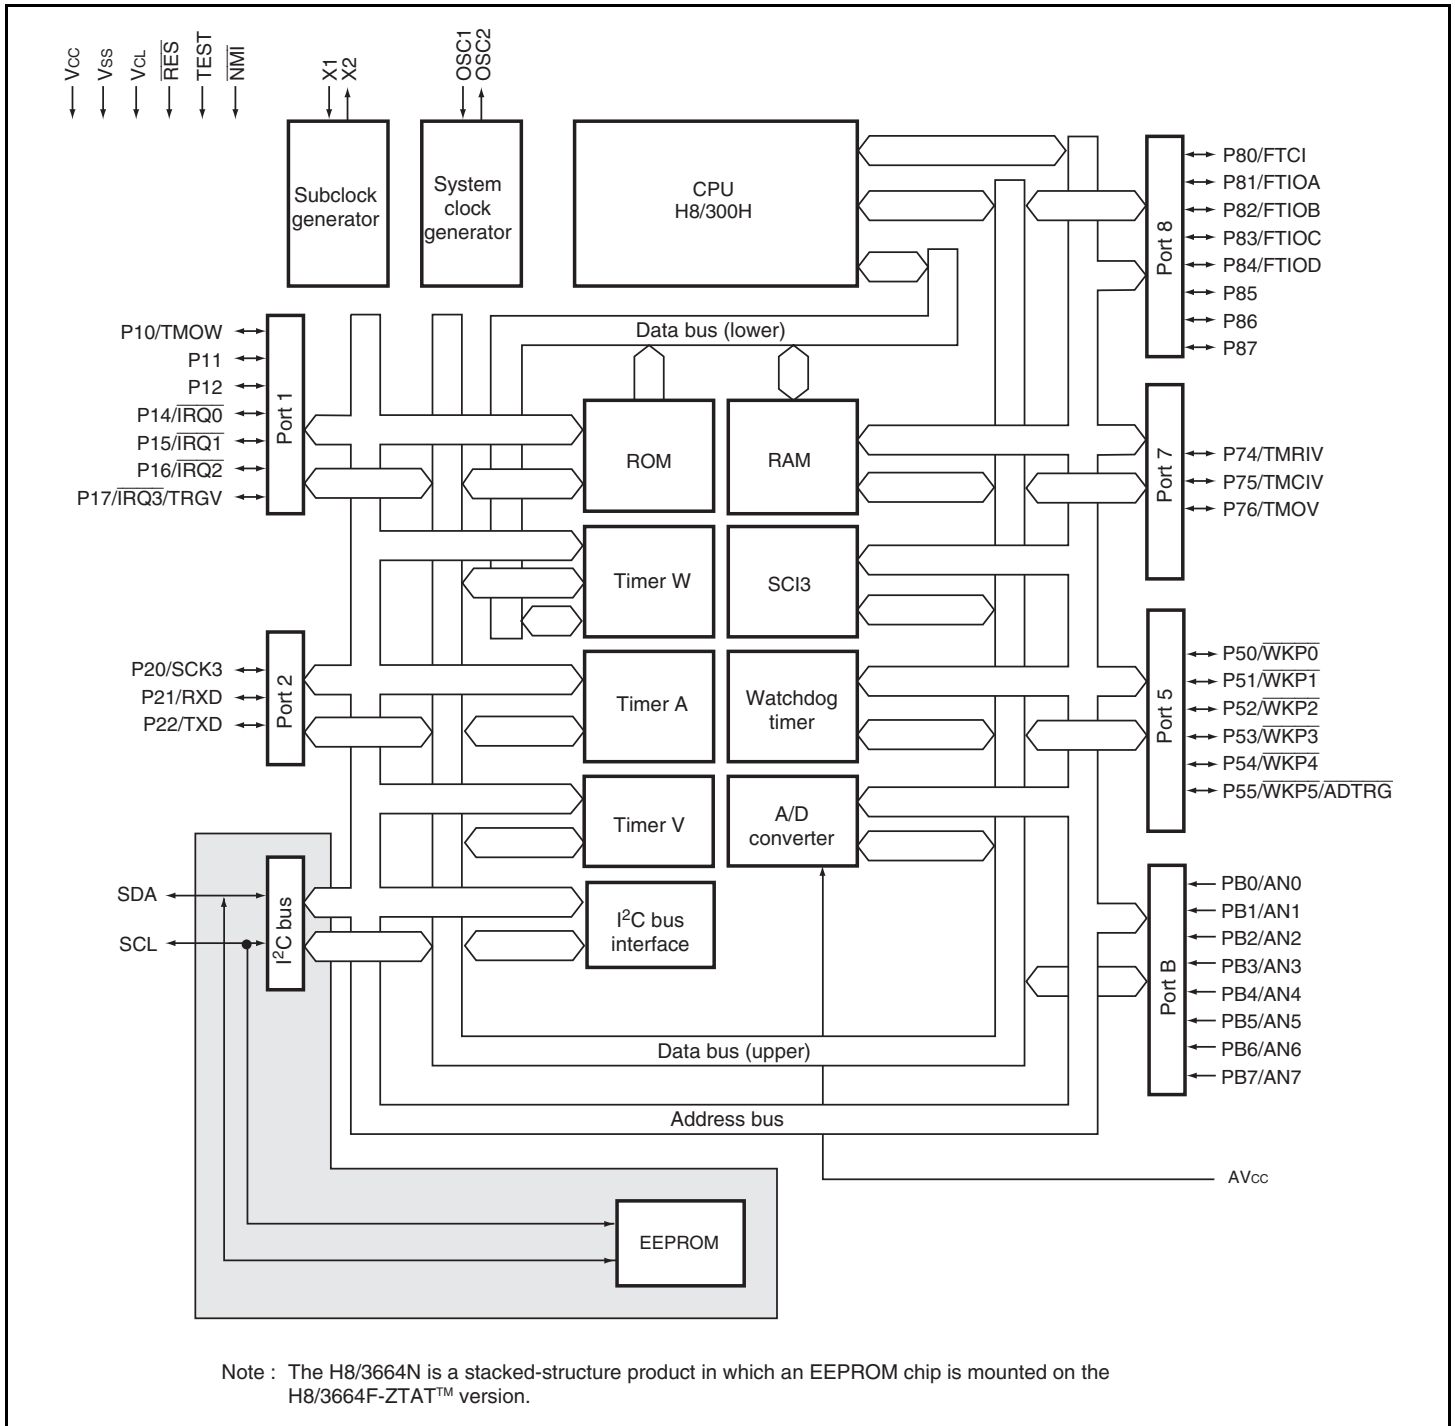 Vcc
Vss
VCL
RES
TEST
NMI
X1
X2
OSC1
OSC2
Subclock
generator
System
clock
generator
CPU
H8/300H
Port 8
P80/FTCI
P81/FTIOA
P82/FTIOB
P83/FTIOC
P84/FTIOD
P85
P86
P87
Data bus (lower)
P10/TMOW
P11
P12
P14/IRQ0
P15/IRQ1
P16/IRQ2
P17/IRQ3/TRGV
Port 1
ROM
RAM
Port 7
P74/TMRIV
P75/TMCIV
P76/TMOV
Timer W
SCI3
P20/SCK3
P21/RXD
P22/TXD
Port 2
Timer A
Watchdog
timer
Port 5
P50/WKP0
P51/WKP1
P52/WKP2
P53/WKP3
P54/WKP4
P55/WKP5/ADTRG
Timer V
A/D
converter
SDA
SCL
I2C bus
I2C bus
interface
Port B
PB0/AN0
PB1/AN1
PB2/AN2
PB3/AN3
PB4/AN4
PB5/AN5
PB6/AN6
PB7/AN7
Data bus (upper)
Address bus
AVcc
EEPROM
Note : The H8/3664N is a stacked-structure product in which an EEPROM chip is mounted on the
H8/3664F-ZTAT™ version.